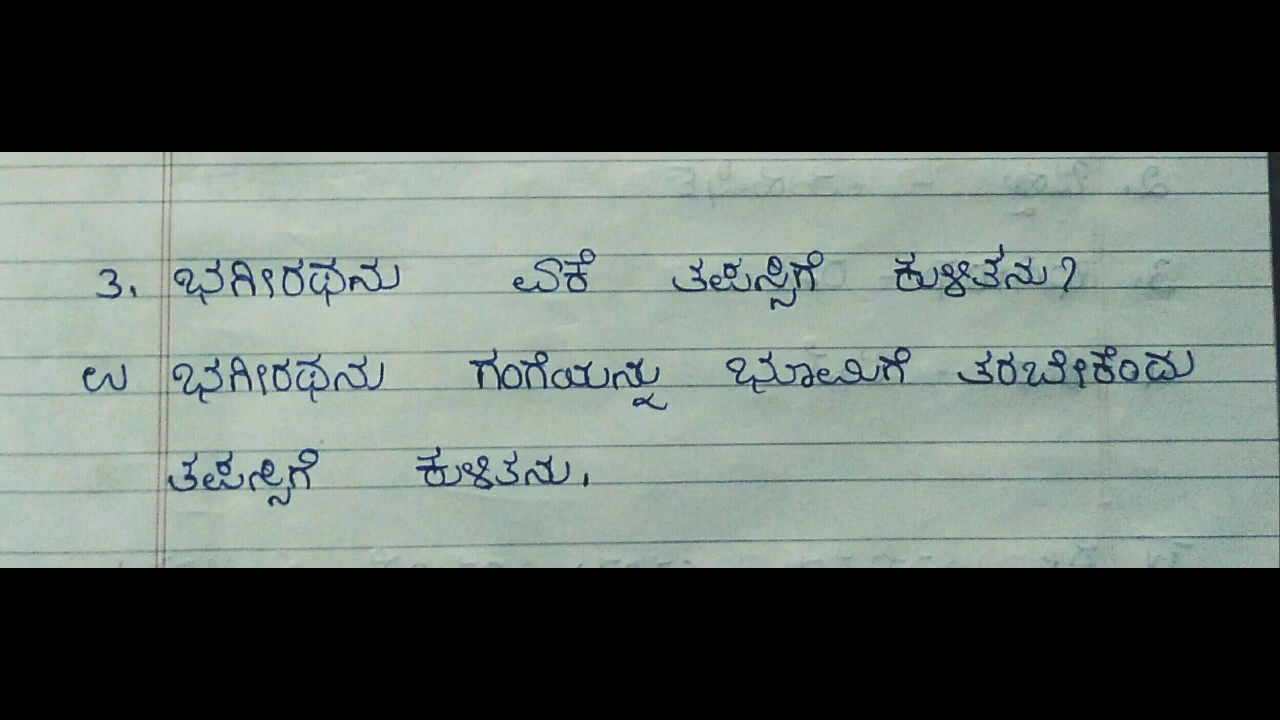 3. ಭಗೀರಥನು ಏಕೆ ತಪಸ್ಸಿಗೆ ಕುಳಿತನು?
ಉ ಭಗೀರಥನು ಗಂಗೆಯನ್ನು ಭೂಮಿಗೆ ತರಬೇಕೆಂದು
ತಪಸ್ಸಿಗೆ ಕುಳಿತನು.